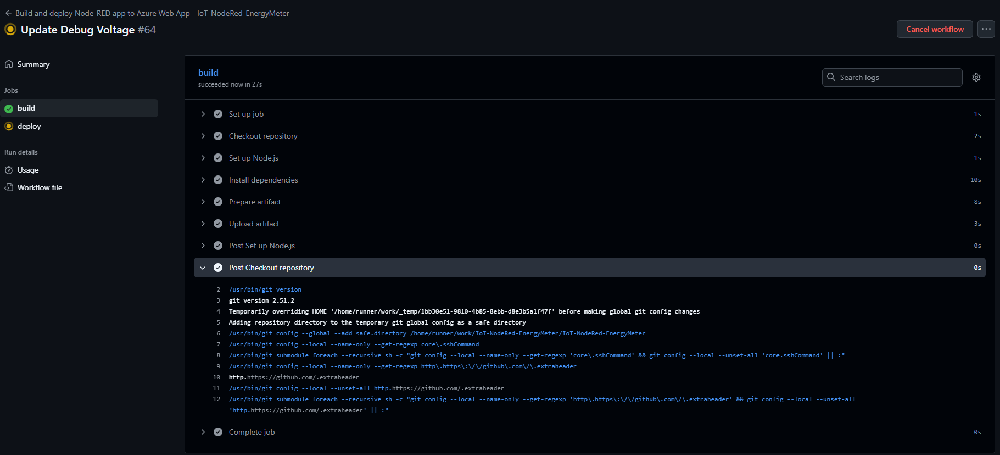 Build and deploy Node-RED app to Azure Web App - IoT-NodeRed-EnergyMeter
Update Debug Voltage #64
Cancel workflow
Summary
Jobs
build
deploy
Run details
Usage
Workflow file
build
succeeded now in 27s
Search logs
Set up job 1s
Checkout repository 2s
Set up Node.js 1s
Install dependencies 10s
Prepare artifact 8s
Upload artifact 3s
Post Set up Node.js 0s
Post Checkout repository 0s
2 /usr/bin/git version
3 git version 2.51.2
4 Temporarily overriding HOME='/home/runner/work/_temp/1bb30e51-9810-4b85-8ebb-d8e3b5a1f47f' before making global git config changes
5 Adding repository directory to the temporary git global config as a safe directory
6 /usr/bin/git config --global --add safe.directory /home/runner/work/IoT-NodeRed-EnergyMeter/IoT-NodeRed-EnergyMeter
7 /usr/bin/git config --local --name-only --get-regexp core\.sshCommand
8 /usr/bin/git submodule foreach --recursive sh -c "git config --local --name-only --get-regexp 'core\.sshCommand' && git config --local --unset-all 'core.sshCommand' || :"
9 /usr/bin/git config --local --name-only --get-regexp http\.https\:\/\/github\.com\/\.extraheader
10 http.https://github.com/.extraheader
11 /usr/bin/git config --local --unset-all http.https://github.com/.extraheader
12 /usr/bin/git submodule foreach --recursive sh -c "git config --local --name-only --get-regexp 'http\.https\:\/\/github\.com\/\.extraheader' && git config --local --unset-all
'http.https://github.com/.extraheader' || :"
Complete job 0s